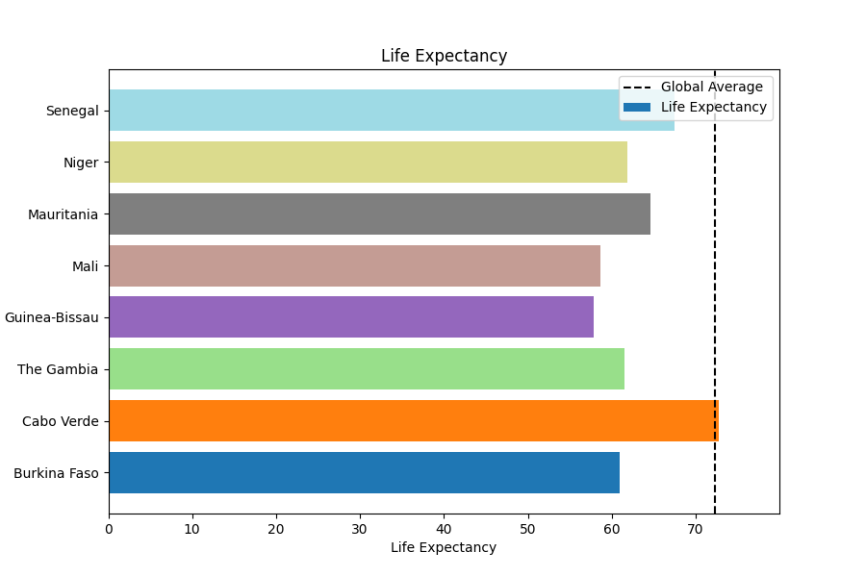 Life Expectancy
Global Average
Life Expectancy
Senegal
Niger
Mauritania
Mali
Guinea-Bissau
The Gambia
Cabo Verde
Burkina Faso
0 10 20 30 40 50 60 70
Life Expectancy